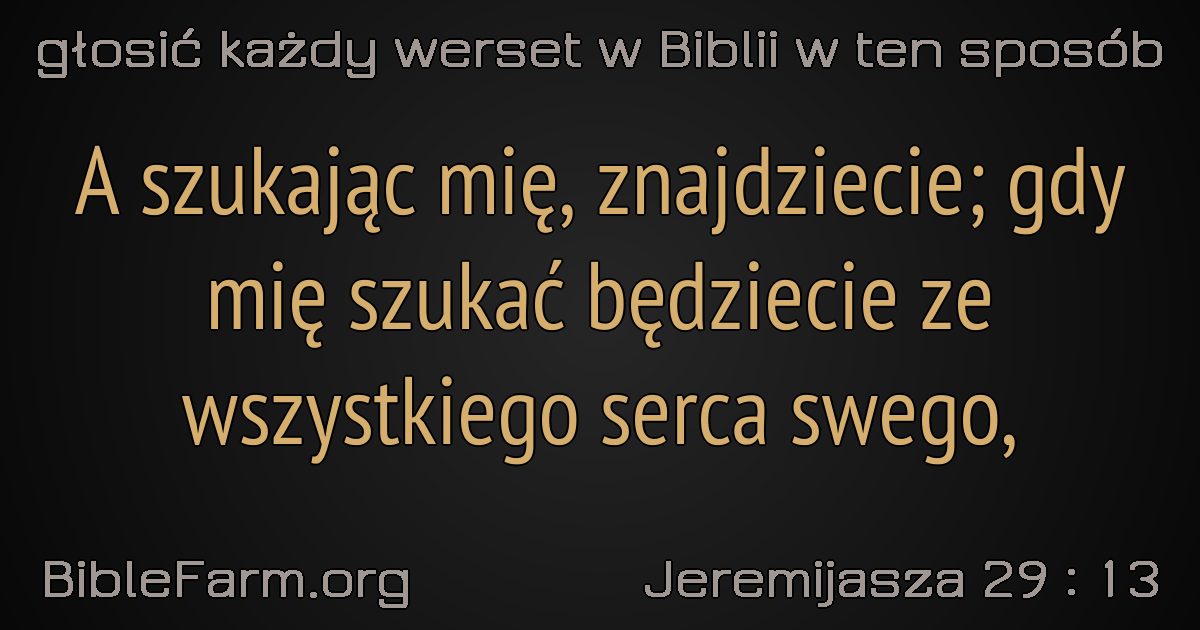 głosić każdy werset w Biblii w ten sposób
A szukając mię, znajdziecie; gdy
mię szukać będziecie ze
wszystkiego serca swego,
BibleFarm.org
Jeremijasza 29 : 13